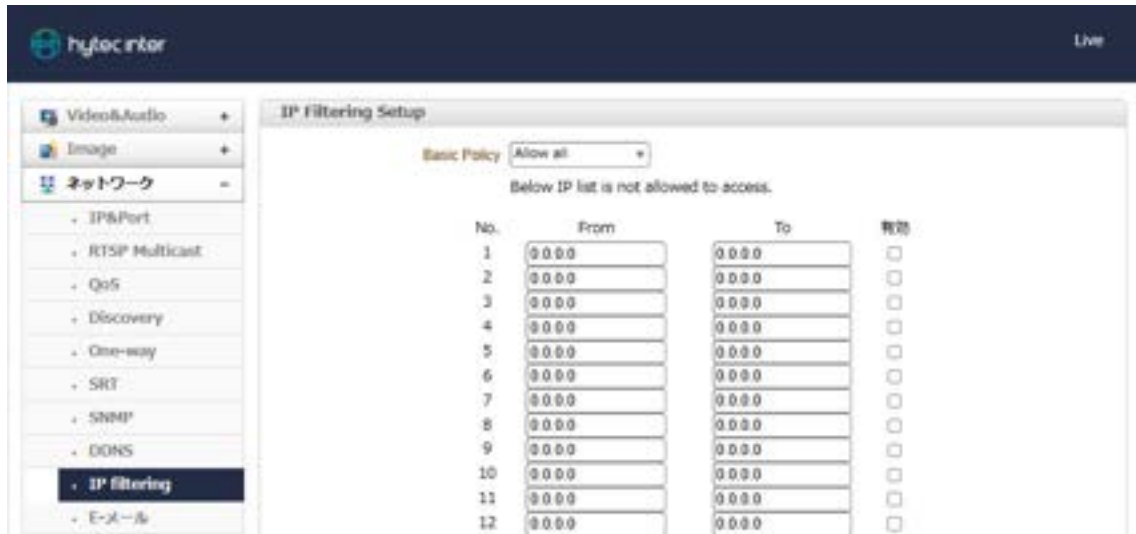 hytec inter
Live
Video&Audio +
Image +
ネットワーク -
IP&Port
RTSP Multicast
QoS
Discovery
One-way
SRT
SNMP
DDNS
IP filtering
E-メール
IP Filtering Setup
Basic Policy Allow all
Below IP list is not allowed to access.
No. From To 有効
1 0.0.0.0 0.0.0.0
2 0.0.0.0 0.0.0.0
3 0.0.0.0 0.0.0.0
4 0.0.0.0 0.0.0.0
5 0.0.0.0 0.0.0.0
6 0.0.0.0 0.0.0.0
7 0.0.0.0 0.0.0.0
8 0.0.0.0 0.0.0.0
9 0.0.0.0 0.0.0.0
10 0.0.0.0 0.0.0.0
11 0.0.0.0 0.0.0.0
12 0.0.0.0 0.0.0.0